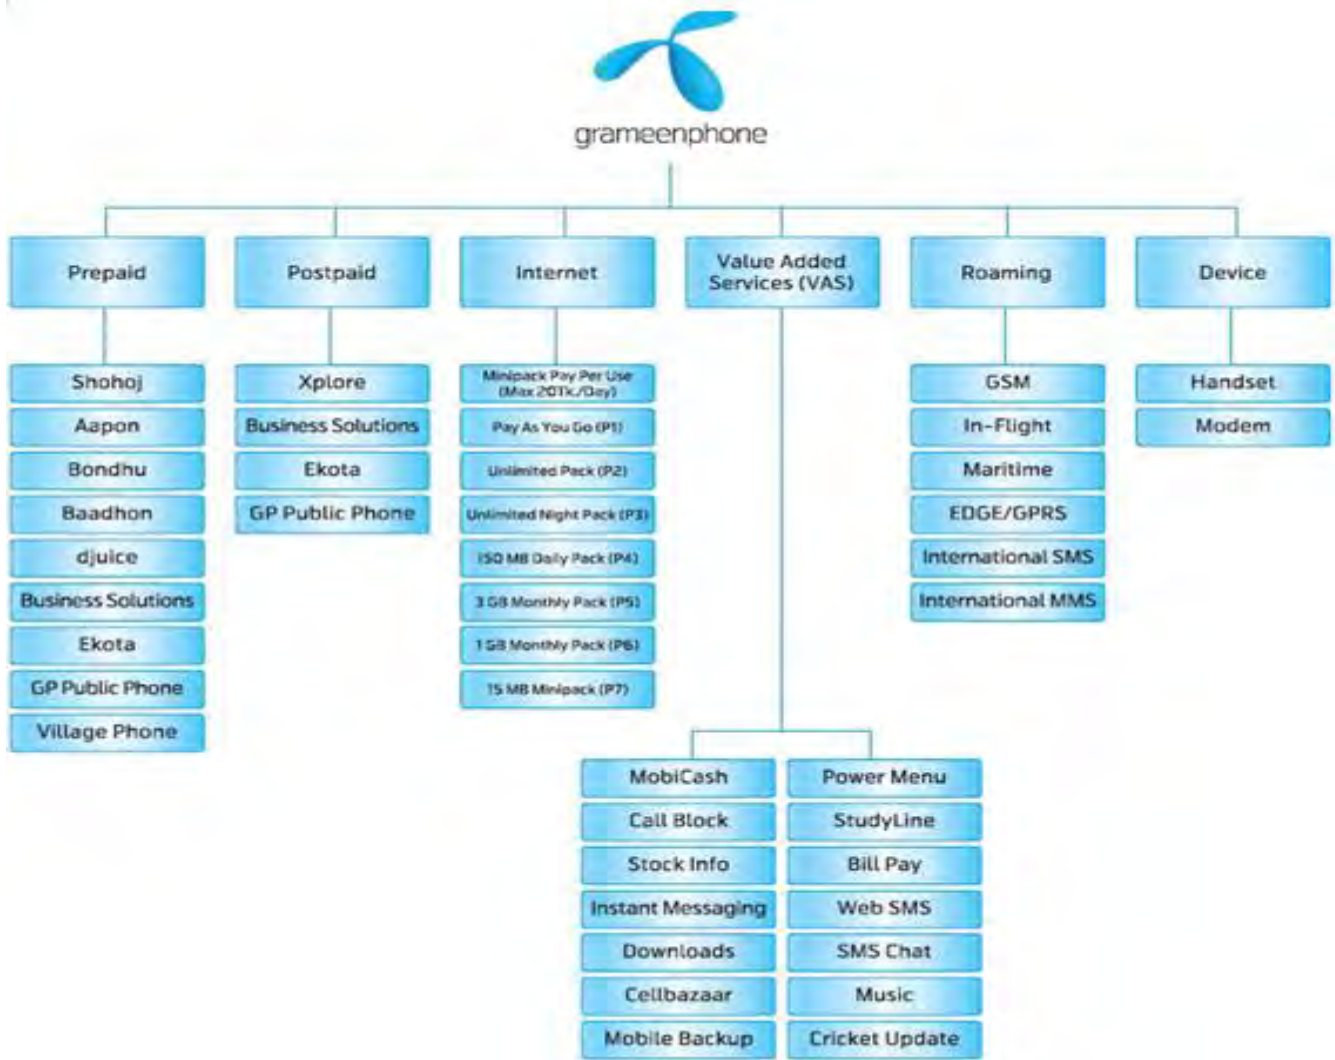 grameenphone
Prepaid
Postpaid
Internet
Value Added
Services (VAS)
Roaming
Device
Shohoj
Aapon
Bondhu
Baadhon
djuice
Business Solutions
Ekota
GP Public Phone
Village Phone
Xplore
Business Solutions
Ekota
GP Public Phone
Minipack Pay Per Use
(Max 20Tk./Day)
Pay As You Go (P1)
Unlimited Pack (P2)
Unlimited Night Pack (P3)
150 MB Daily Pack (P4)
3 GB Monthly Pack (P5)
1 GB Monthly Pack (P6)
15 MB Minipack (P7)
MobiCash
Call Block
Stock Info
Instant Messaging
Downloads
Cellbazaar
Mobile Backup
Power Menu
StudyLine
Bill Pay
Web SMS
SMS Chat
Music
Cricket Update
GSM
In-Flight
Maritime
EDGE/GPRS
International SMS
International MMS
Handset
Modem